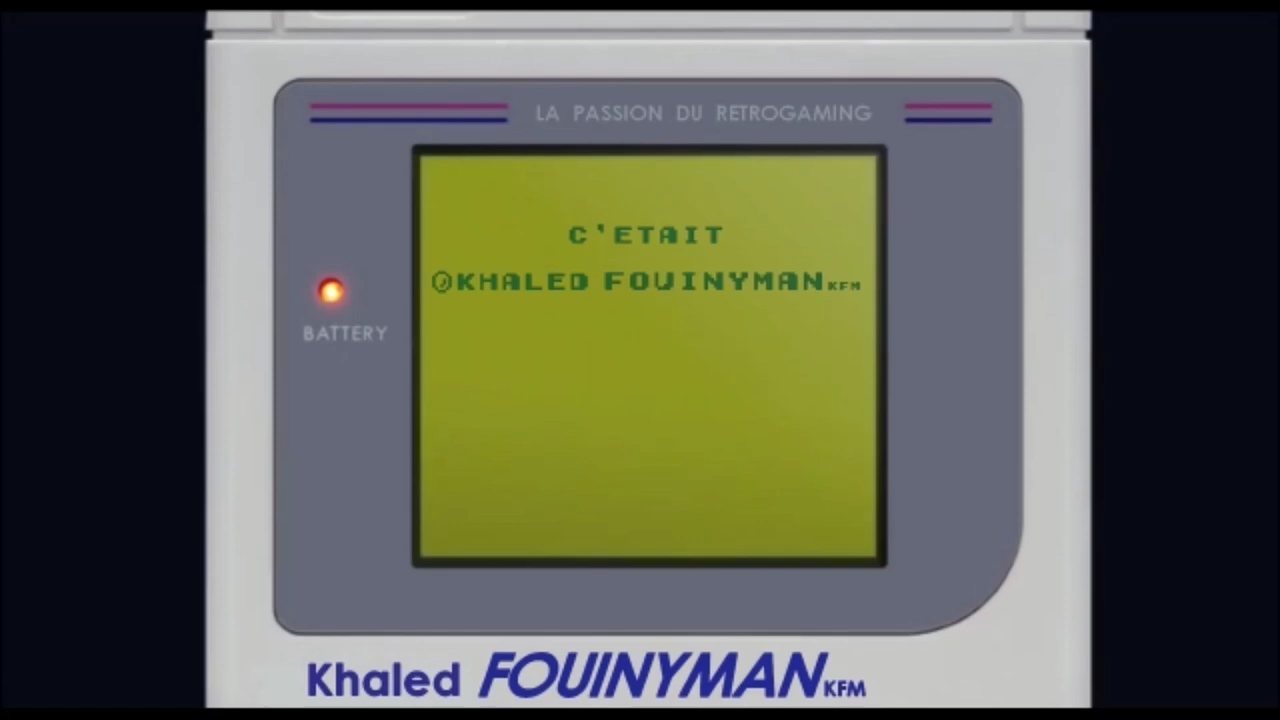 LA PASSION DU RETROGAMING
C'ETAIT
©KHALED FOUINYMAN KFM
BATTERY
Khaled FOUINYMAN KFM